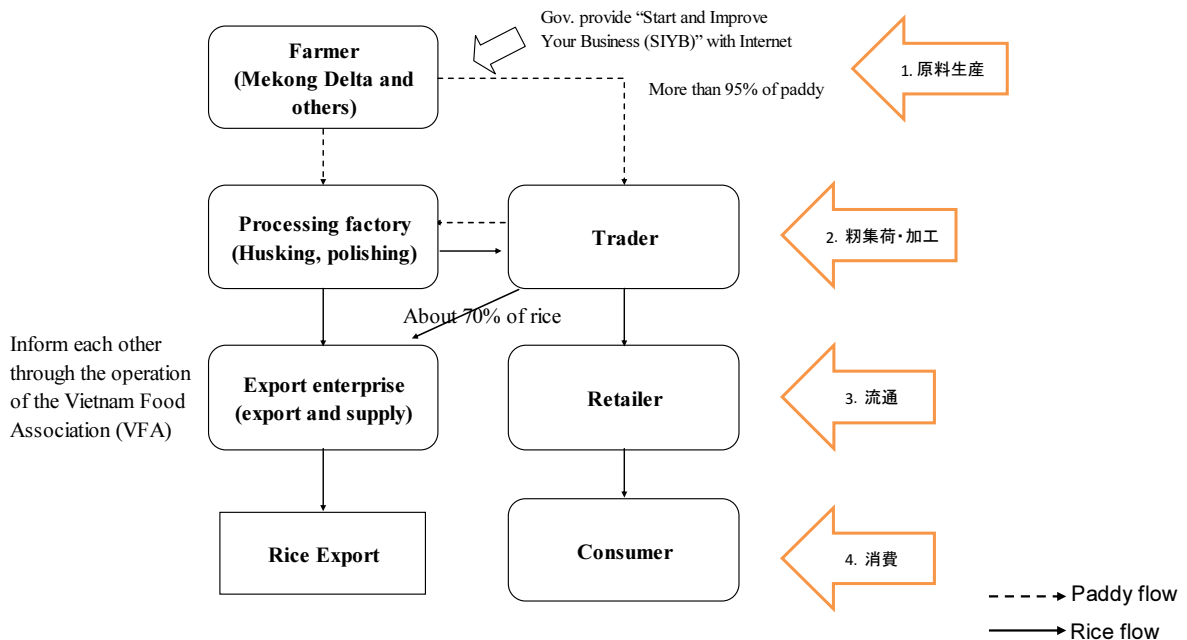 Gov. provide “Start and Improve
Your Business (SIYB)” with Internet
Farmer
(Mekong Delta and
others)
More than 95% of paddy
1. 原料生産
Processing factory
(Husking, polishing)
Trader
2. 籾集荷・加工
About 70% of rice
Inform each other
through the operation
of the Vietnam Food
Association (VFA)
Export enterprise
(export and supply)
Retailer
3. 流通
Rice Export
Consumer
4. 消費
Paddy flow
Rice flow